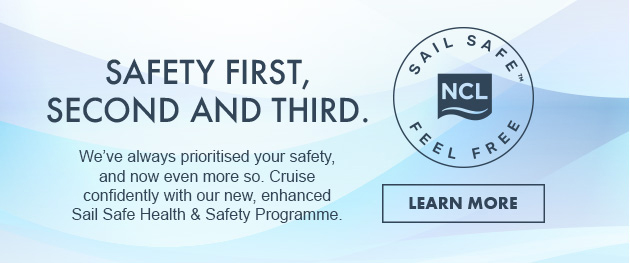 SAFETY FIRST,
SECOND AND THIRD.
We've always prioritised your safety,
and now even more so. Cruise
confidently with our new, enhanced
Sail Safe Health & Safety Programme.
SAIL SAFE™
NCL
FEEL FREE
LEARN MORE